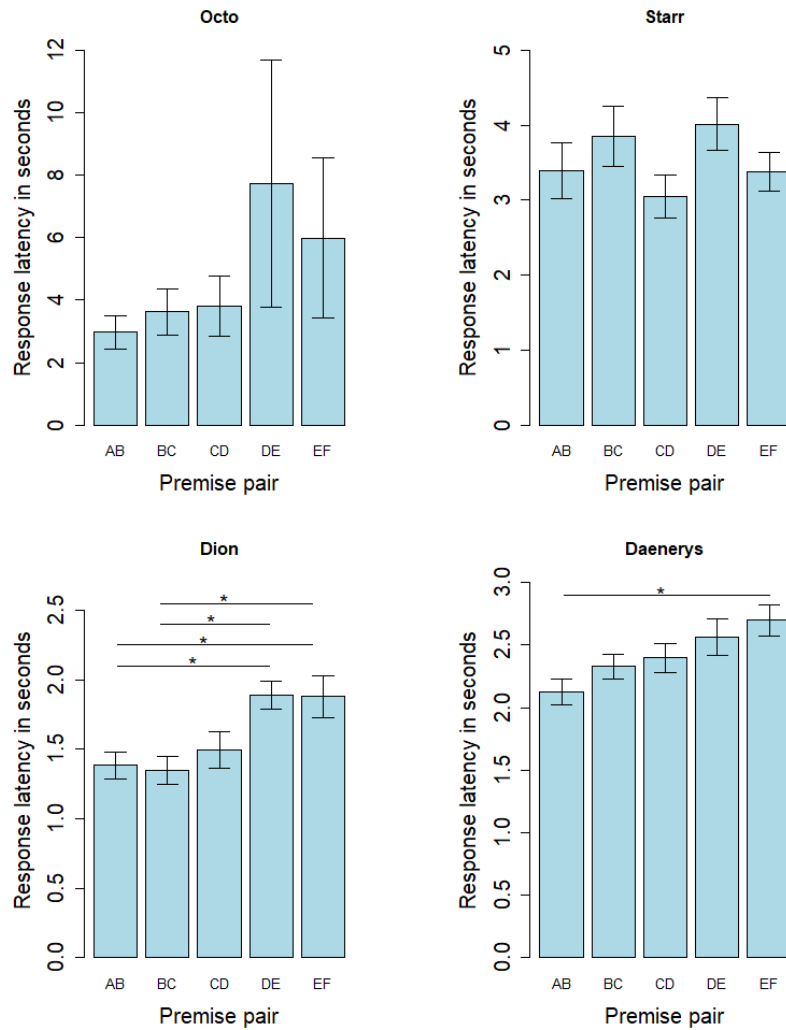 Octo
Response latency in seconds
12
10
8
6
4
2
0
AB BC CD DE EF
Premise pair
Starr
Response latency in seconds
5
4
3
2
1
0
AB BC CD DE EF
Premise pair
Dion
Response latency in seconds
2.5
2.0
1.5
1.0
0.5
0.0
*
*
*
*
AB BC CD DE EF
Premise pair
Daenerys
Response latency in seconds
3.0
2.5
2.0
1.5
1.0
0.5
0.0
*
AB BC CD DE EF
Premise pair